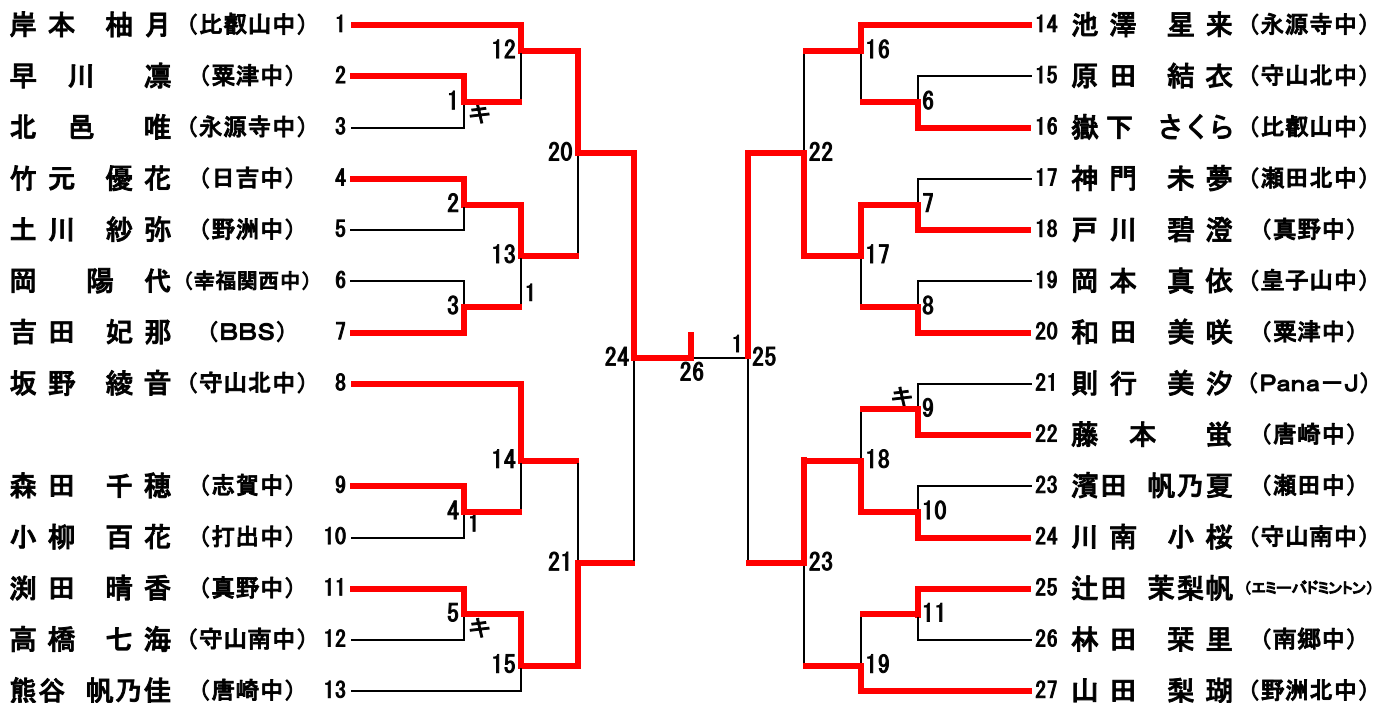 岸本 柚月 (比叡山中) 1
早川 凛 (粟津中) 2
北邑 唯 (永源寺中) 3
竹元 優花 (日吉中) 4
土川 紗弥 (野洲中) 5
岡 陽代 (幸福関西中) 6
吉田 妃那 (BBS) 7
坂野 綾音 (守山北中) 8
森田 千穂 (志賀中) 9
小柳 百花 (打出中) 10
渕田 晴香 (真野中) 11
高橋 七海 (守山南中) 12
熊谷 帆乃佳 (唐崎中) 13
12
1 キ
20
2
13
1
3
24
14
4 1
21
5 キ
15
26
1 25
16
6
22
7
17
8
キ 9
18
10
23
11
19
14 池澤 星来 (永源寺中)
15 原田 結衣 (守山北中)
16 嶽下 さくら (比叡山中)
17 神門 未夢 (瀬田北中)
18 戸川 碧澄 (真野中)
19 岡本 真依 (皇子山中)
20 和田 美咲 (粟津中)
21 則行 美汐 (Pana－J)
22 藤本 蛍 (唐崎中)
23 濱田 帆乃夏 (瀬田中)
24 川南 小桜 (守山南中)
25 辻田 茉梨帆 (エミーバドミントン)
26 林田 栞里 (南郷中)
27 山田 梨瑚 (野洲北中)